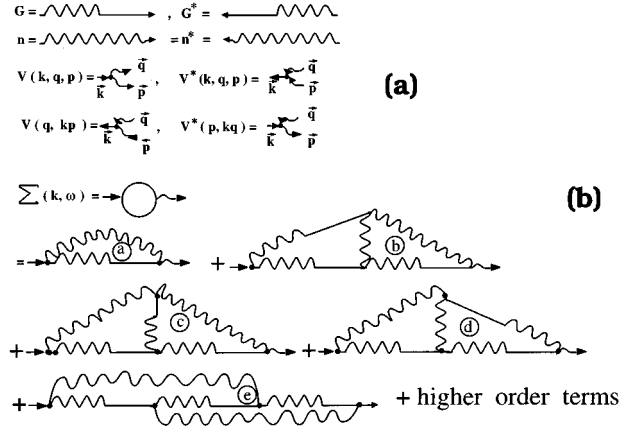 G = , G* =
n = = n* =
V ( k, q, p ) = k⃗ q⃗ p⃗ , V* ( k, q, p ) = k⃗ q⃗ p⃗
(a)
V ( q, kp ) = k⃗ q⃗ p⃗ , V* ( p, kq ) = k⃗ q⃗ p⃗
∑ ( k, ω ) =
(b)
= a + b
+ c + d
+ e + higher order terms